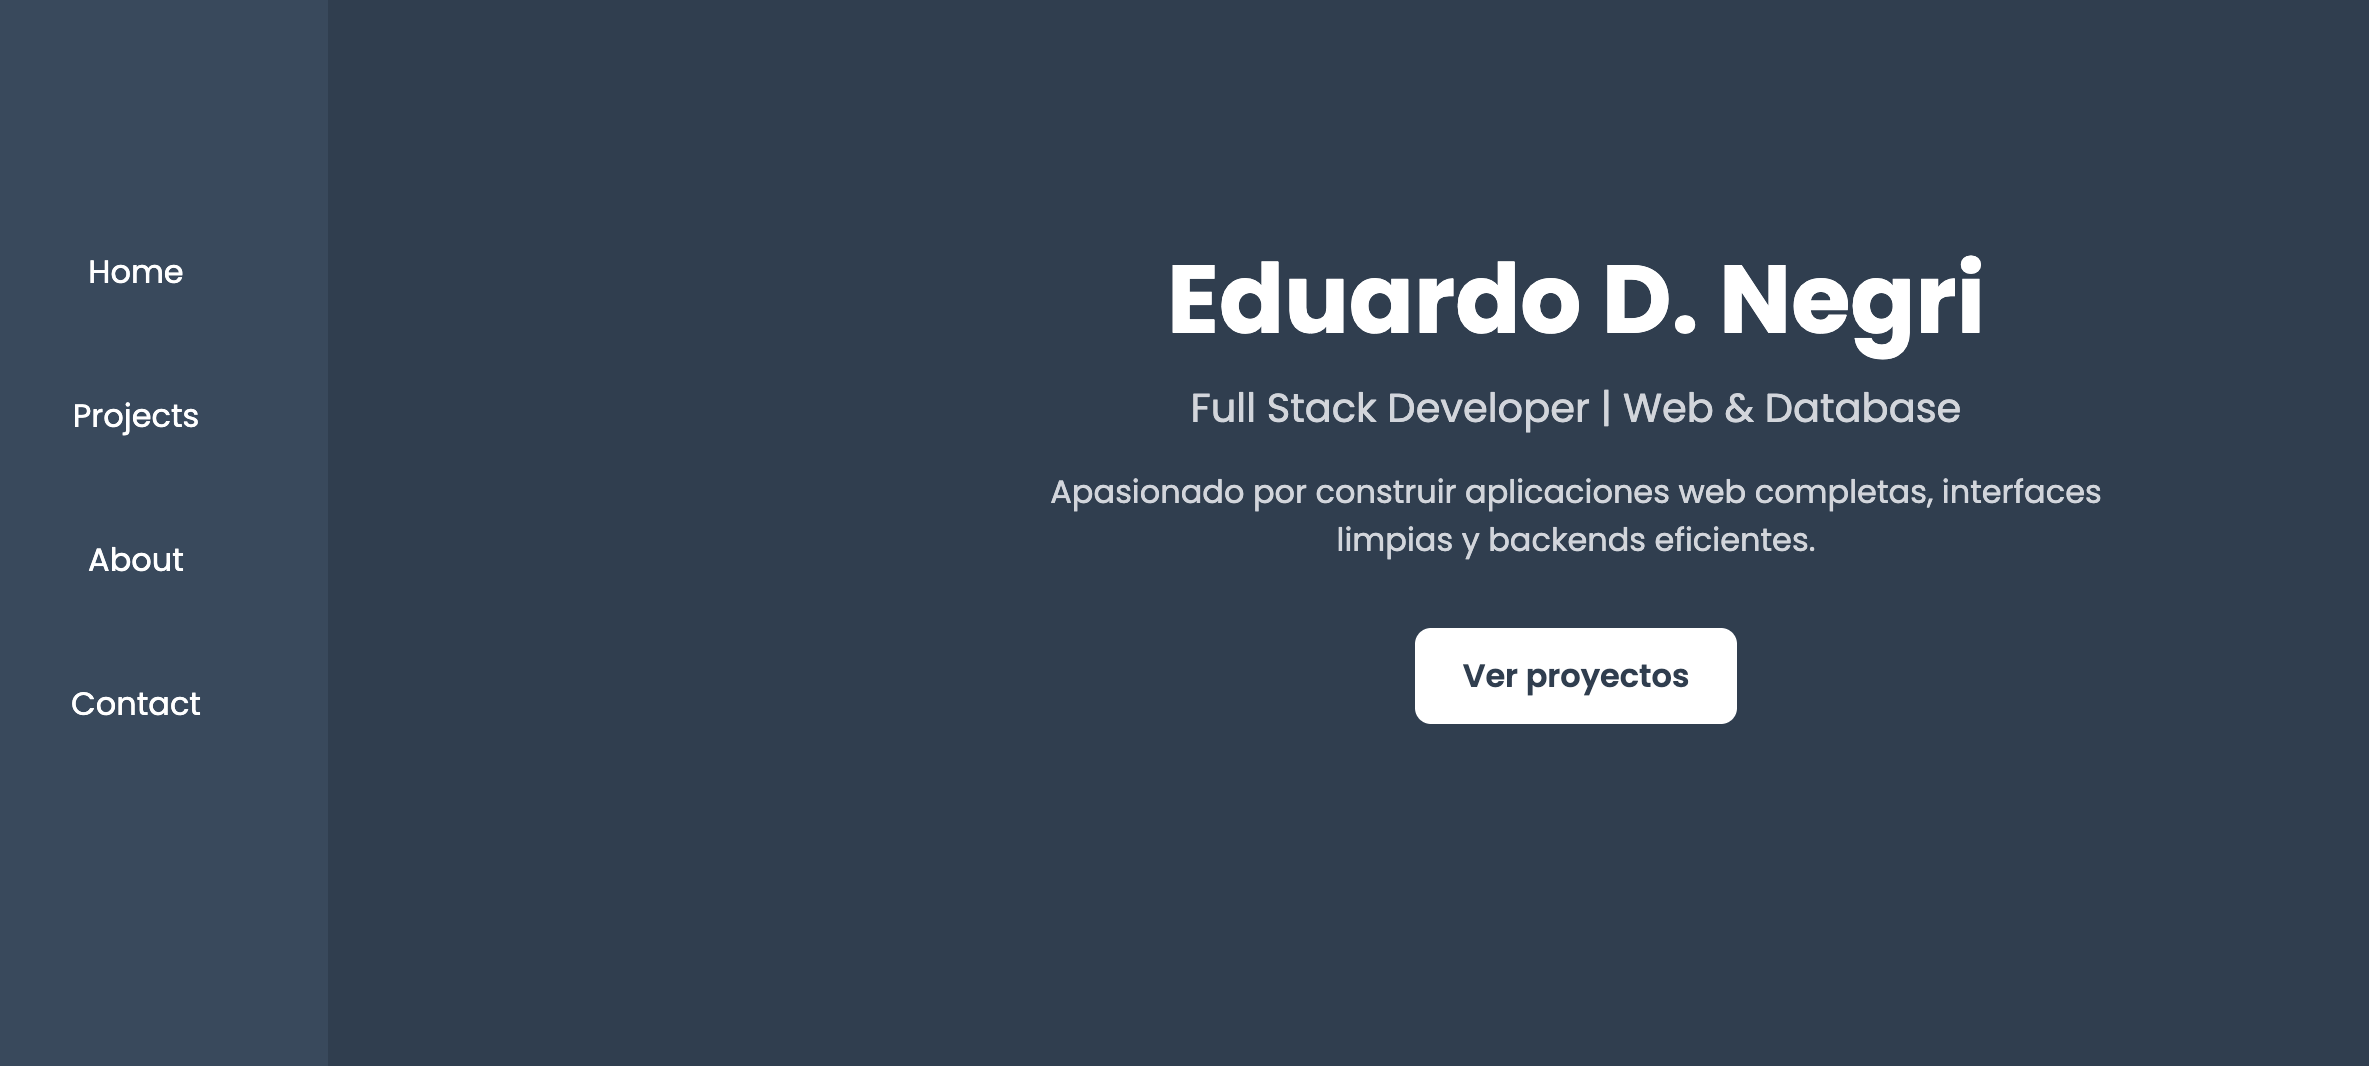 Home
Projects
About
Contact
Eduardo D. Negri
Full Stack Developer | Web & Database
Apasionado por construir aplicaciones web completas, interfaces
limpias y backends eficientes.
Ver proyectos